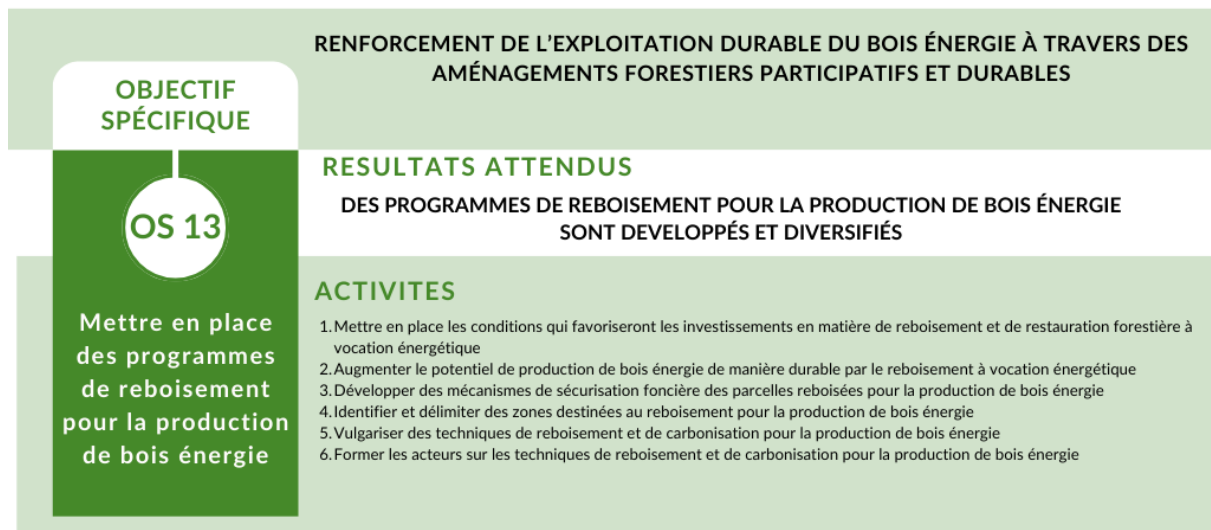 RENFORCEMENT DE L'EXPLOITATION DURABLE DU BOIS ÉNERGIE À TRAVERS DES
AMÉNAGEMENTS FORESTIERS PARTICIPATIFS ET DURABLES
OBJECTIF
SPÉCIFIQUE
OS 13
Mettre en place
des programmes
de reboisement
pour la production
de bois énergie
RESULTATS ATTENDUS
DES PROGRAMMES DE REBOISEMENT POUR LA PRODUCTION DE BOIS ÉNERGIE
SONT DEVELOPPÉS ET DIVERSIFIÉS
ACTIVITES
1. Mettre en place les conditions qui favoriseront les investissements en matière de reboisement et de restauration forestière à
vocation énergétique
2. Augmenter le potentiel de production de bois énergie de manière durable par le reboisement à vocation énergétique
3. Développer des mécanismes de sécurisation foncière des parcelles reboisées pour la production de bois énergie
4. Identifier et délimiter des zones destinées au reboisement pour la production de bois énergie
5. Vulgariser des techniques de reboisement et de carbonisation pour la production de bois énergie
6. Former les acteurs sur les techniques de reboisement et de carbonisation pour la production de bois énergie